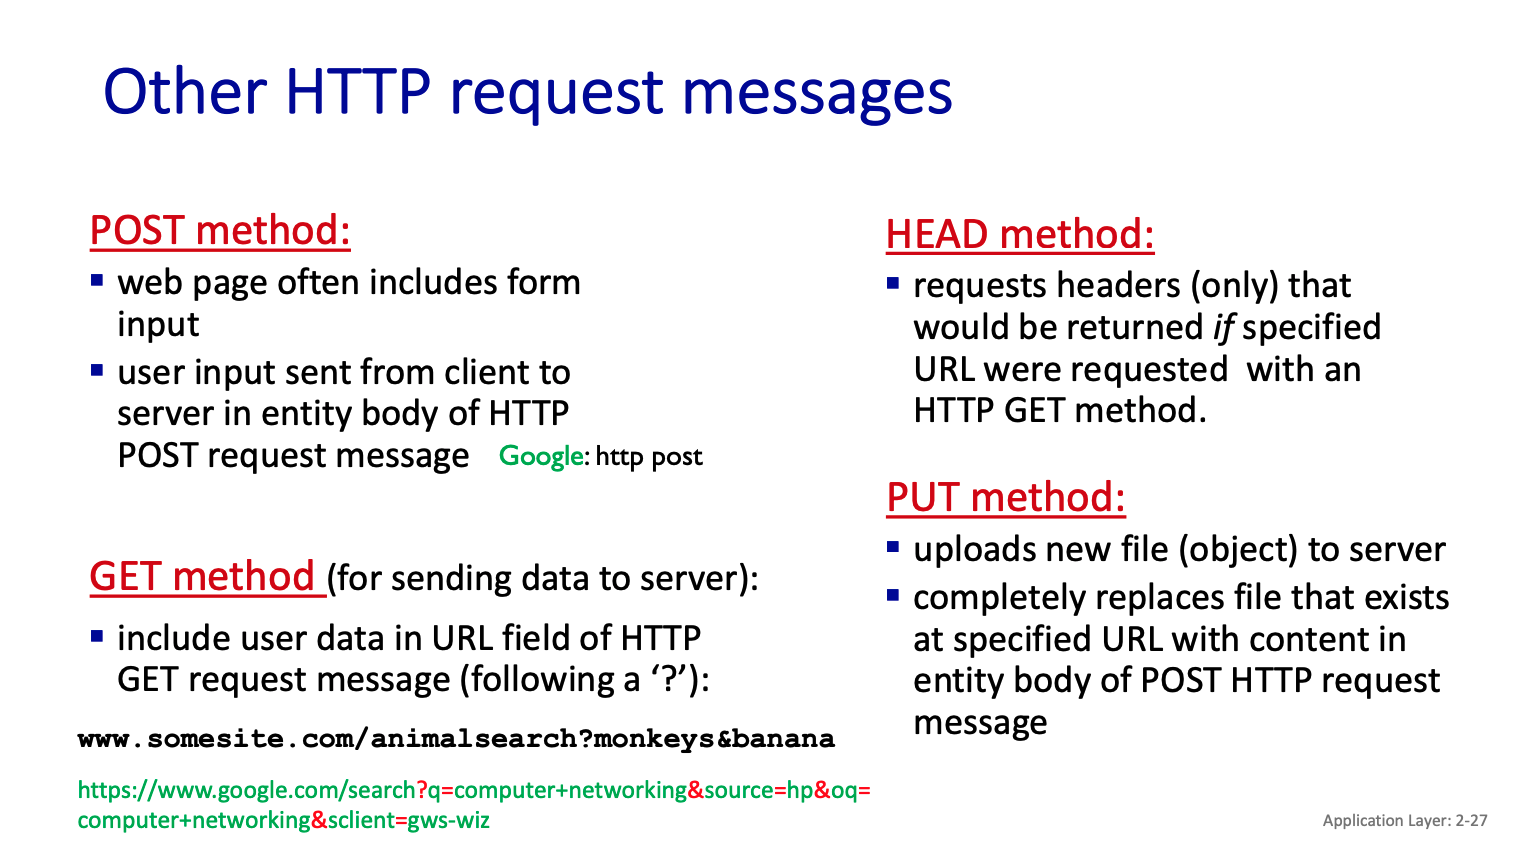 Other HTTP request messages
POST method:
web page often includes form
input
user input sent from client to
server in entity body of HTTP
POST request message
Google: http post
GET method (for sending data to server):
include user data in URL field of HTTP
GET request message (following a ‘?’):
www.somesite.com/animalsearch?monkeys&banana
https://www.google.com/search?q=computer+networking&source=hp&oq=
computer+networking&sclient=gws-wiz
HEAD method:
requests headers (only) that
would be returned if specified
URL were requested  with an
HTTP GET method.
PUT method:
uploads new file (object) to server
completely replaces file that exists
at specified URL with content in
entity body of POST HTTP request
message
Application Layer: 2-27